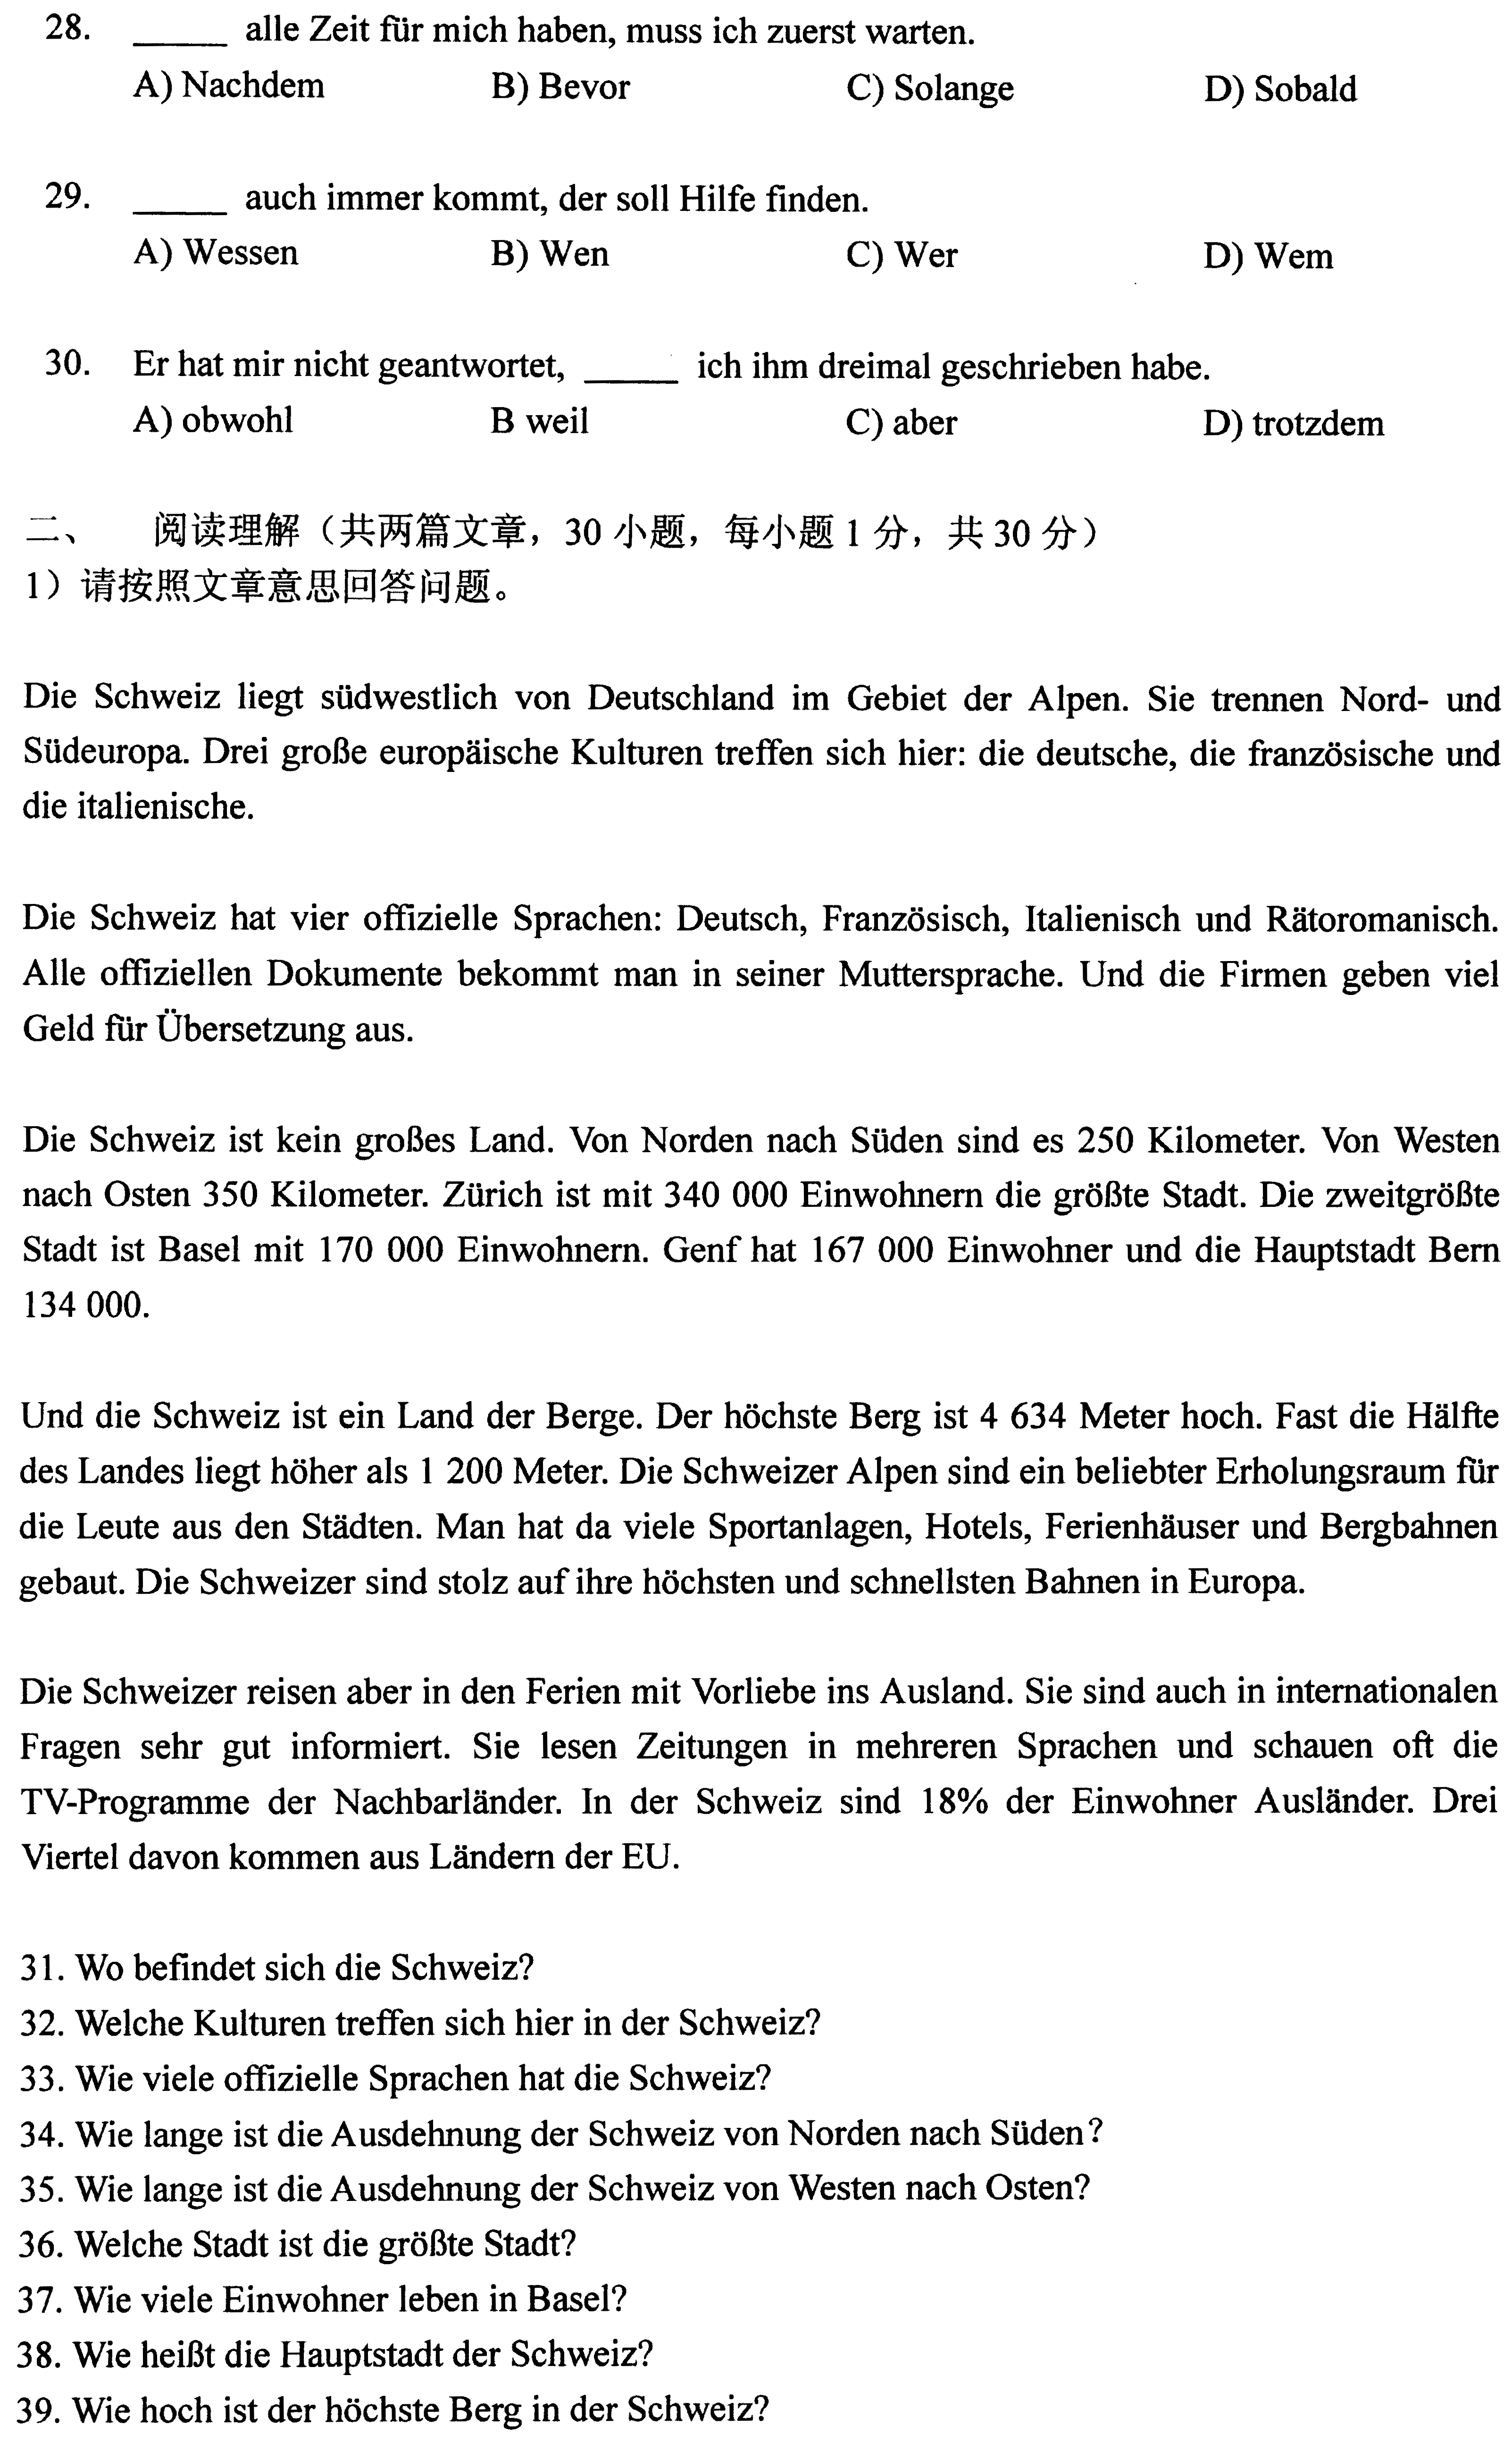 28. _____ alle Zeit für mich haben, muss ich zuerst warten.
A) Nachdem B) Bevor C) Solange D) Sobald
29. _____ auch immer kommt, der soll Hilfe finden.
A) Wessen B) Wen C) Wer D) Wem
30. Er hat mir nicht geantwortet, _____ ich ihm dreimal geschrieben habe.
A) obwohl B weil C) aber D) trotzdem
二、 阅读理解（共两篇文章，30 小题，每小题 1 分，共 30 分）
1）请按照文章意思回答问题。
Die Schweiz liegt südwestlich von Deutschland im Gebiet der Alpen. Sie trennen Nord- und
Südeuropa. Drei große europäische Kulturen treffen sich hier: die deutsche, die französische und
die italienische.
Die Schweiz hat vier offizielle Sprachen: Deutsch, Französisch, Italienisch und Rätoromanisch.
Alle offiziellen Dokumente bekommt man in seiner Muttersprache. Und die Firmen geben viel
Geld für Übersetzung aus.
Die Schweiz ist kein großes Land. Von Norden nach Süden sind es 250 Kilometer. Von Westen
nach Osten 350 Kilometer. Zürich ist mit 340 000 Einwohnern die größte Stadt. Die zweitgrößte
Stadt ist Basel mit 170 000 Einwohnern. Genf hat 167 000 Einwohner und die Hauptstadt Bern
134 000.
Und die Schweiz ist ein Land der Berge. Der höchste Berg ist 4 634 Meter hoch. Fast die Hälfte
des Landes liegt höher als 1 200 Meter. Die Schweizer Alpen sind ein beliebter Erholungsraum für
die Leute aus den Städten. Man hat da viele Sportanlagen, Hotels, Ferienhäuser und Bergbahnen
gebaut. Die Schweizer sind stolz auf ihre höchsten und schnellsten Bahnen in Europa.
Die Schweizer reisen aber in den Ferien mit Vorliebe ins Ausland. Sie sind auch in internationalen
Fragen sehr gut informiert. Sie lesen Zeitungen in mehreren Sprachen und schauen oft die
TV-Programme der Nachbarländer. In der Schweiz sind 18% der Einwohner Ausländer. Drei
Viertel davon kommen aus Ländern der EU.
31. Wo befindet sich die Schweiz?
32. Welche Kulturen treffen sich hier in der Schweiz?
33. Wie viele offizielle Sprachen hat die Schweiz?
34. Wie lange ist die Ausdehnung der Schweiz von Norden nach Süden?
35. Wie lange ist die Ausdehnung der Schweiz von Westen nach Osten?
36. Welche Stadt ist die größte Stadt?
37. Wie viele Einwohner leben in Basel?
38. Wie heißt die Hauptstadt der Schweiz?
39. Wie hoch ist der höchste Berg in der Schweiz?